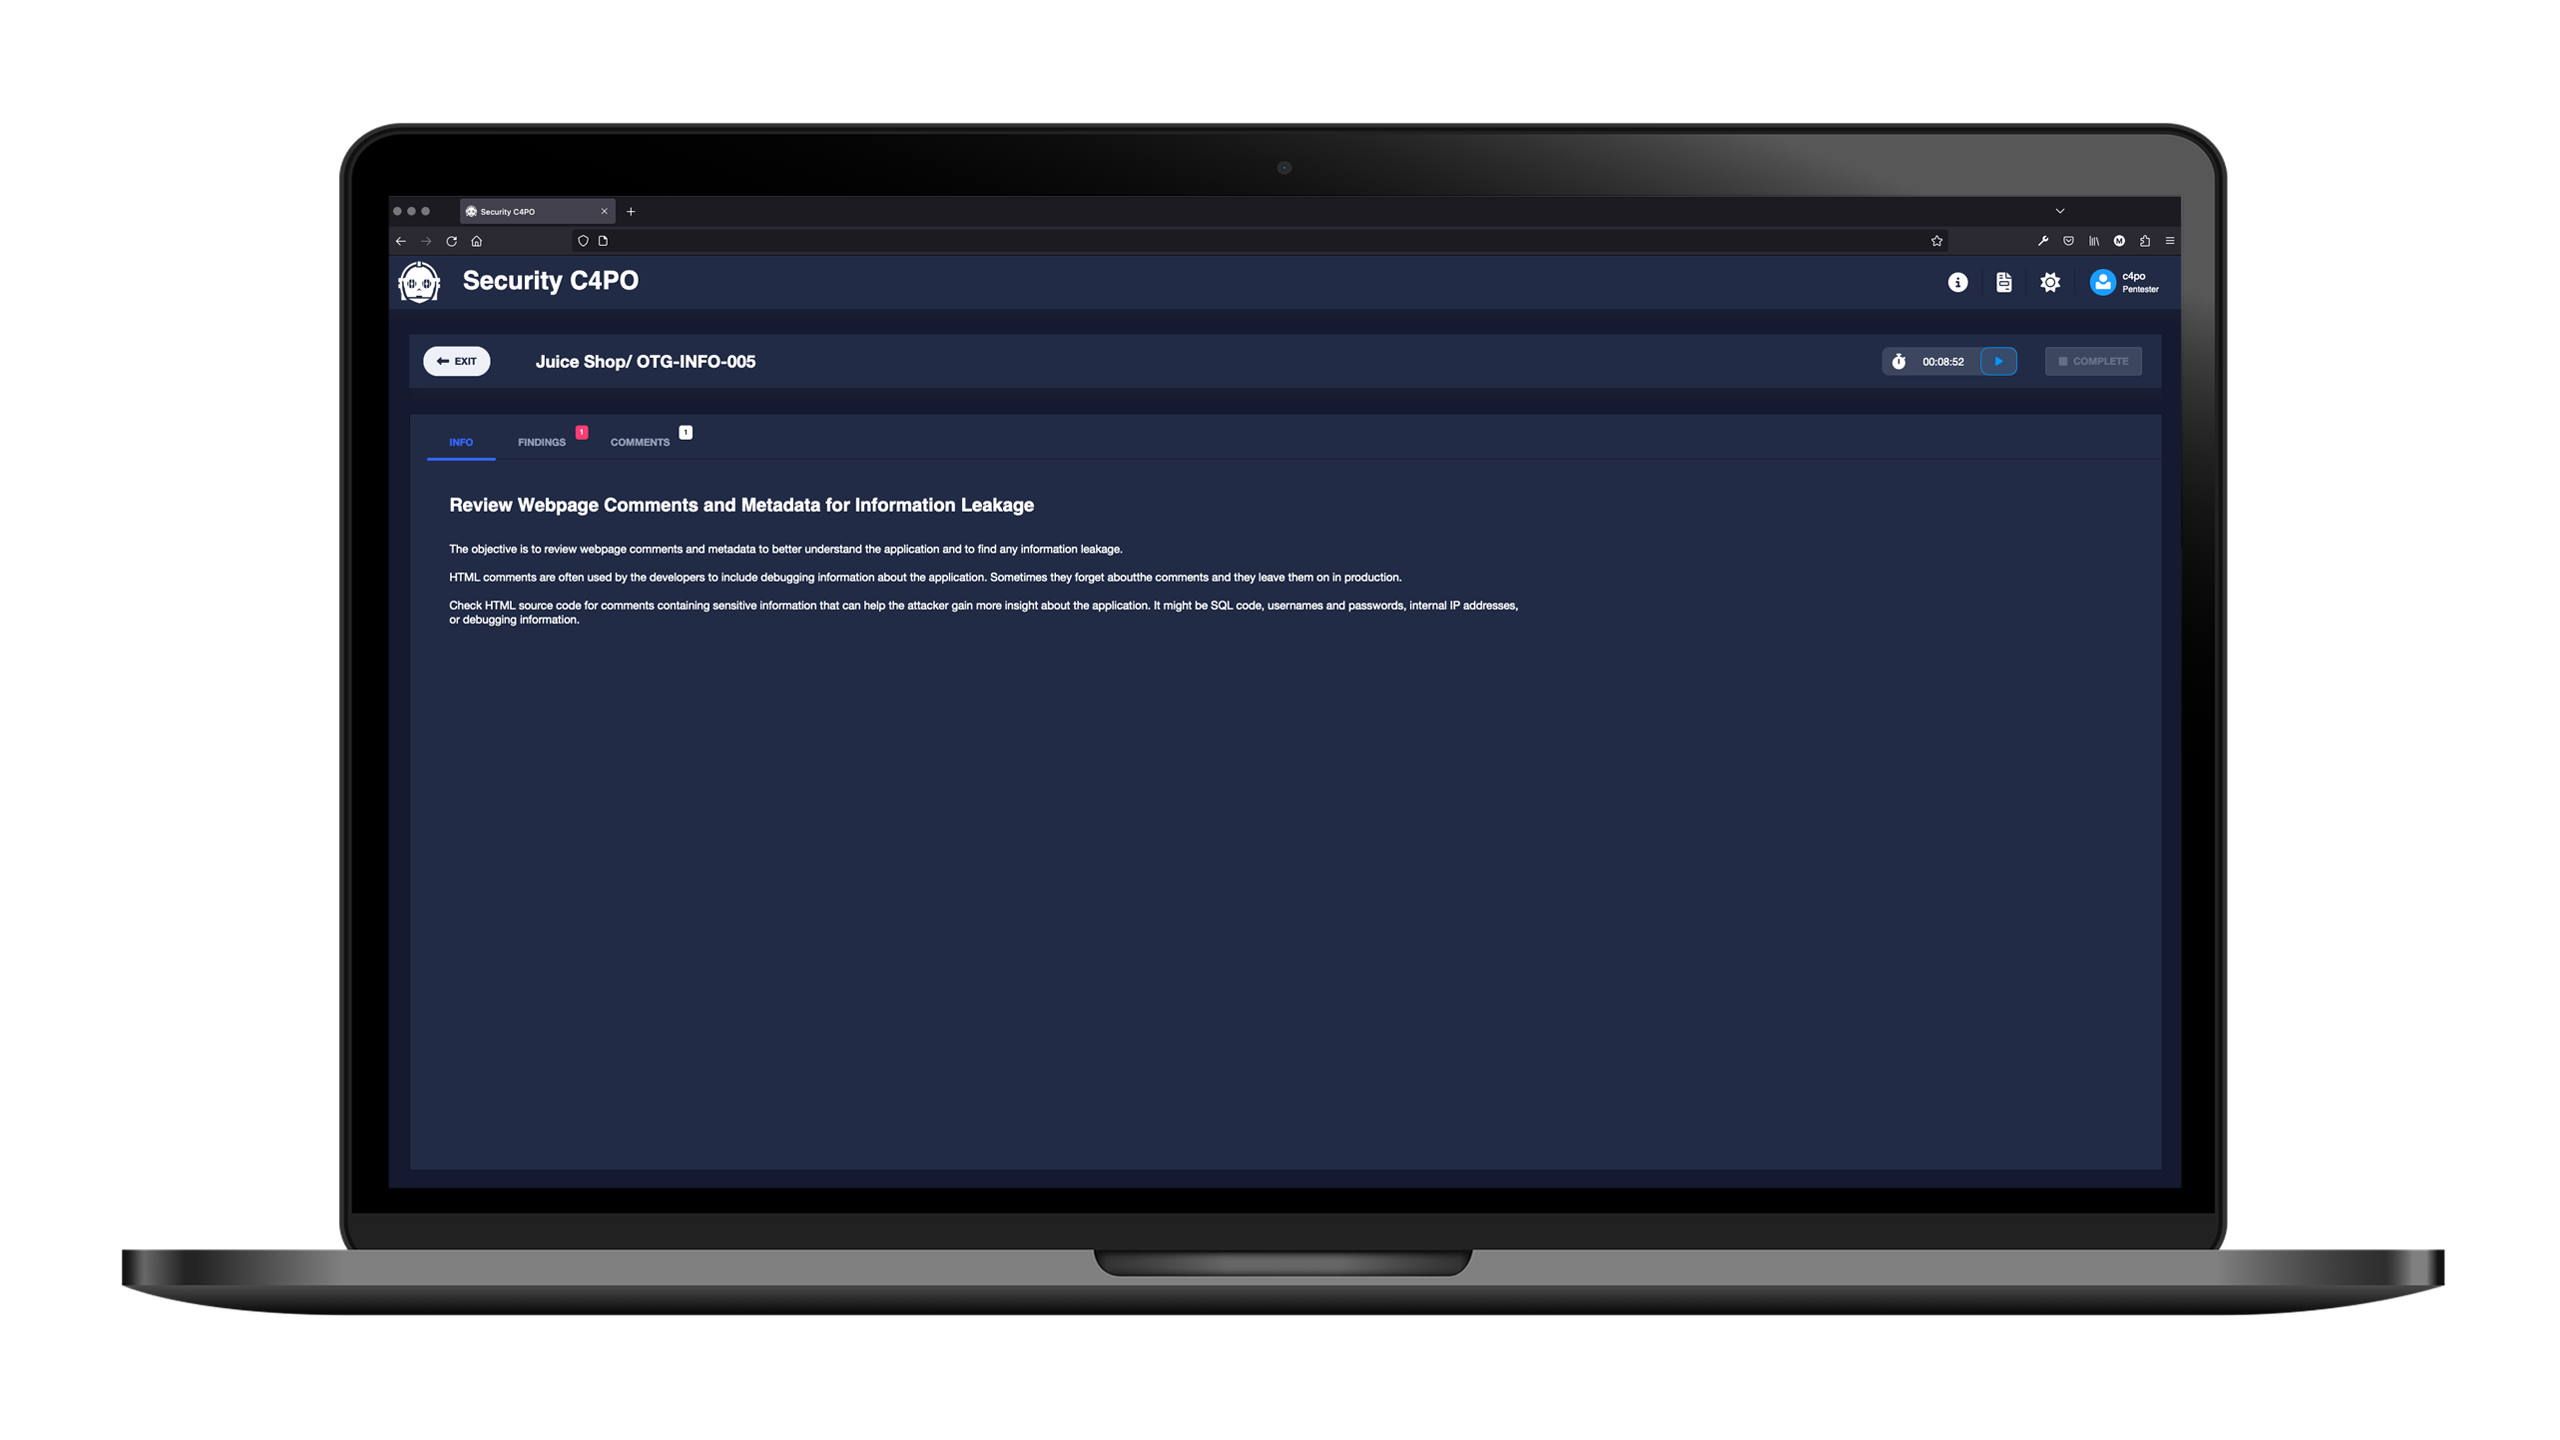 Security C4PO
Security C4PO
c4po
Pentester
EXIT
Juice Shop/ OTG-INFO-005
00:08:52
COMPLETE
INFO
FINDINGS
1
COMMENTS
1
Review Webpage Comments and Metadata for Information Leakage
The objective is to review webpage comments and metadata to better understand the application and to find any information leakage.
HTML comments are often used by the developers to include debugging information about the application. Sometimes they forget aboutthe comments and they leave them on in production.
Check HTML source code for comments containing sensitive information that can help the attacker gain more insight about the application. It might be SQL code, usernames and passwords, internal IP addresses,
or debugging information.